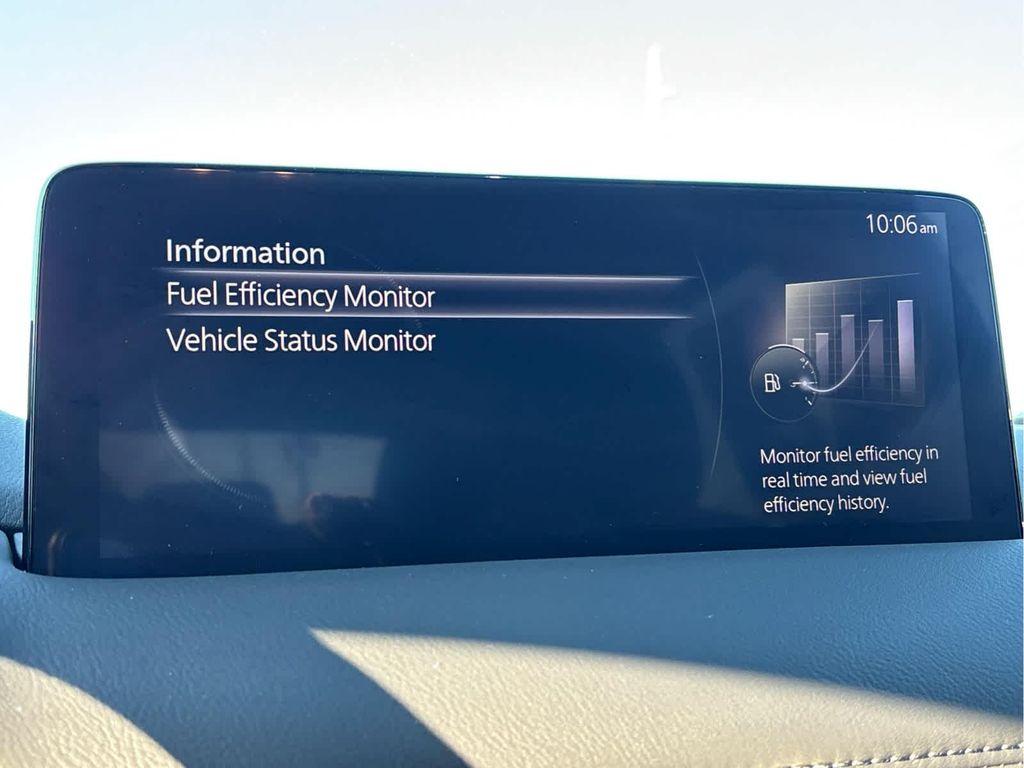 10:06 am
Information
Fuel Efficiency Monitor
Vehicle Status Monitor
Monitor fuel efficiency in
real time and view fuel
efficiency history.